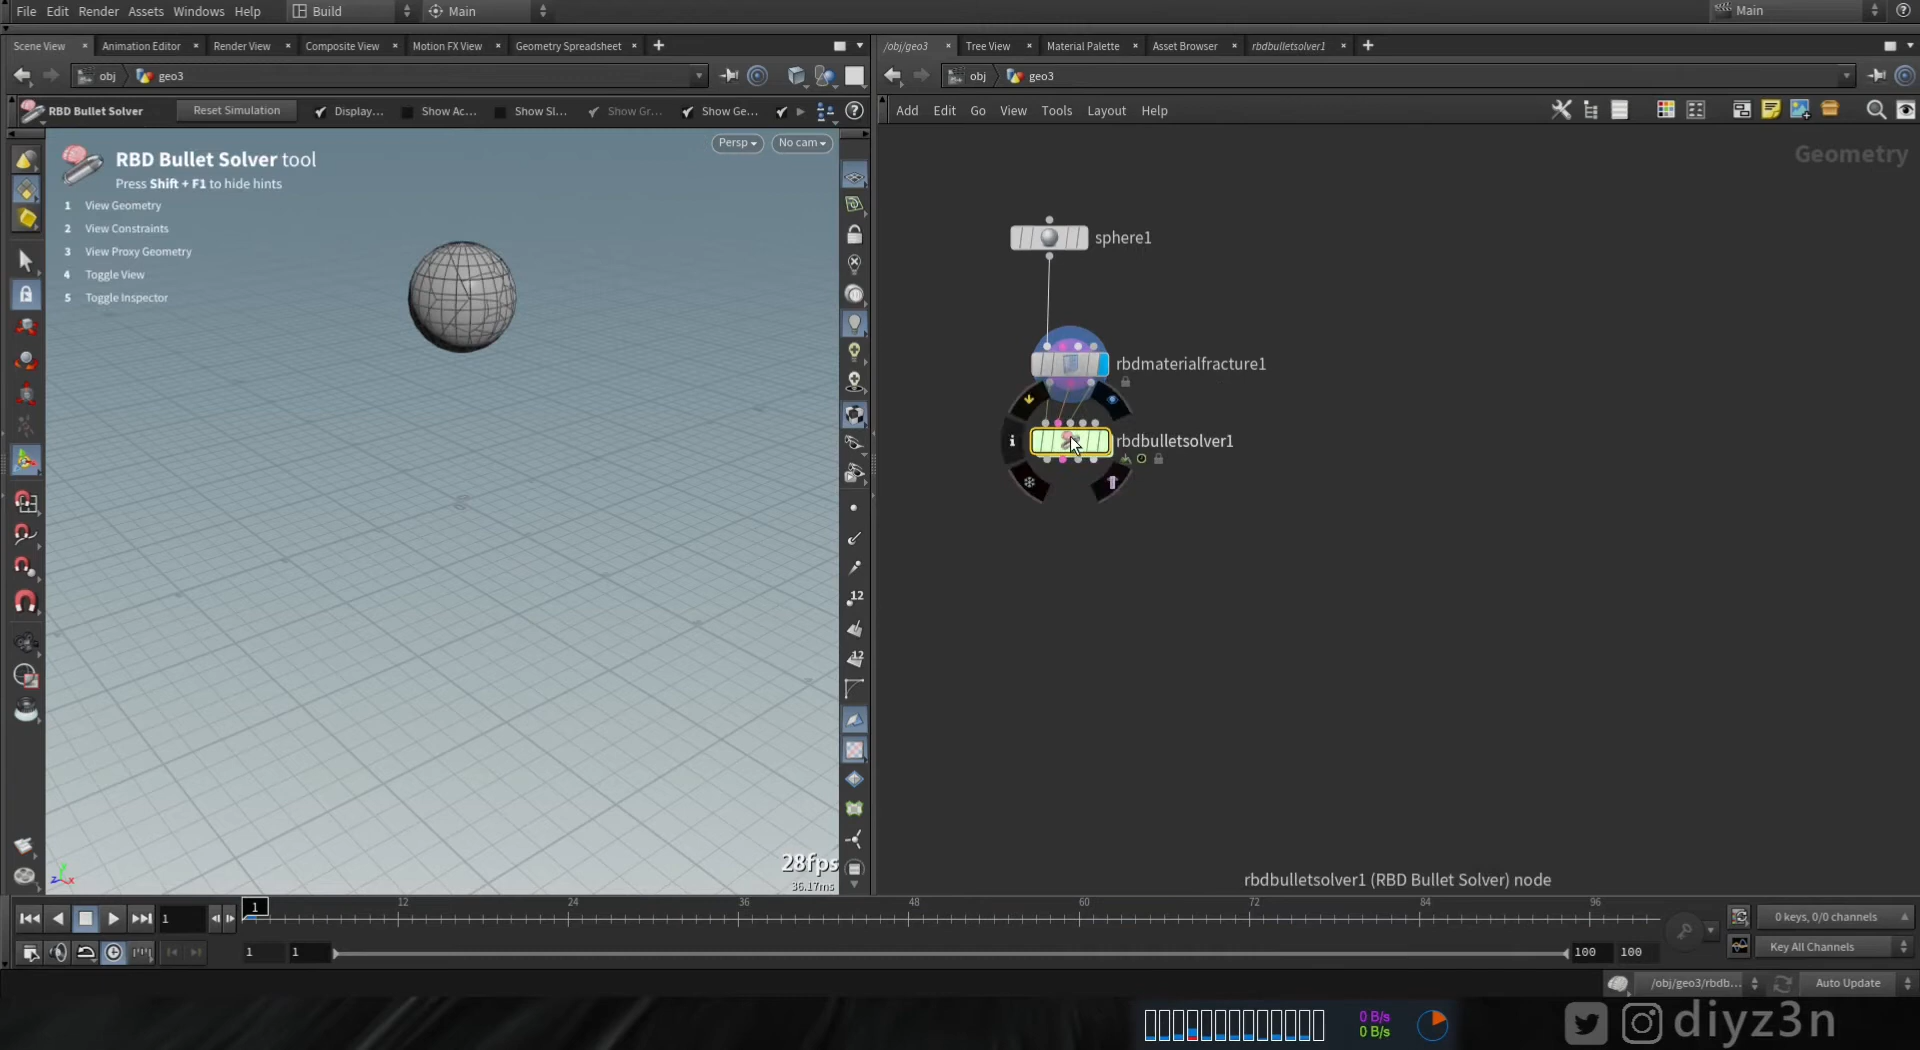 File Edit Render Assets Windows Help Build Main Main
Scene View Animation Editor Render View Composite View Motion FX View Geometry Spreadsheet
/obj/geo3 Tree View Material Palette Asset Browser rbdbulletsolver1
obj geo3
obj geo3
RBD Bullet Solver Reset Simulation Display... Show Ac... Show Sl... Show Gr... Show Ge...
Add Edit Go View Tools Layout Help
RBD Bullet Solver tool
Press Shift + F1 to hide hints
1 View Geometry
2 View Constraints
3 View Proxy Geometry
4 Toggle View
5 Toggle Inspector
Persp No cam
12
12
28fps
36.17ms
Geometry
sphere1
rbdmaterialfracture1
rbdbulletsolver1
rbdbulletsolver1 (RBD Bullet Solver) node
1 1 12 24 36 48 60 72 84 96
0 keys, 0/0 channels
1 1 100 100
Key All Channels
/obj/geo3/rbdb... Auto Update
0 B/s
0 B/s
diyz3n